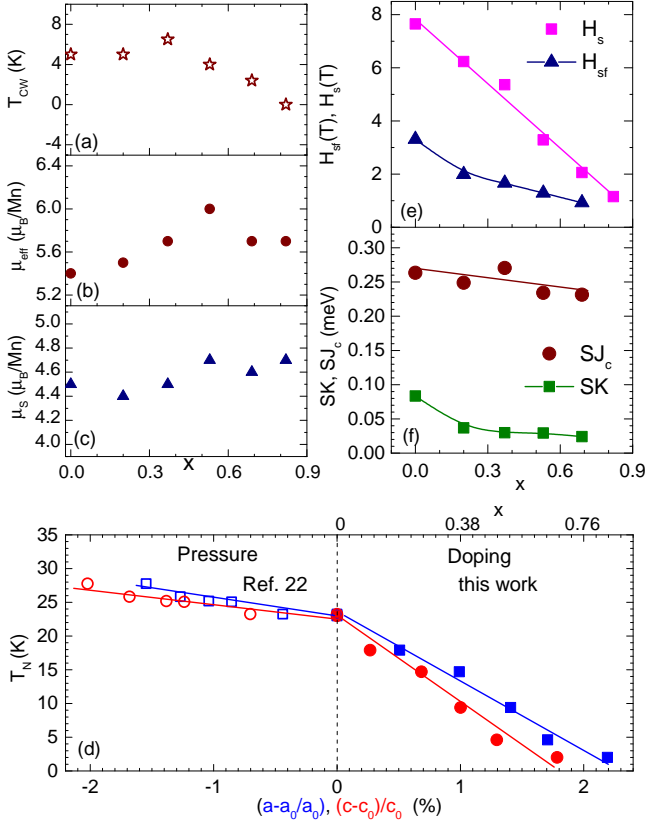 8
4
0
-4
T_CW (K)
(a)
6.4
6.0
5.6
5.2
μ_eff (μ_B/Mn)
(b)
5.0
4.8
4.6
4.4
4.2
4.0
μ_S (μ_B/Mn)
(c)
0.0 0.3 0.6 0.9
x
8
6
4
2
0
H_sf(T), H_s(T)
H_s
H_sf
(e)
0.30
0.25
0.20
0.15
0.10
0.05
0.00
SK, SJ_c (meV)
SJ_c
SK
(f)
0.0 0.3 0.6 0.9
x
x
0 0.38 0.76
35
30
25
20
15
10
5
0
T_N (K)
Pressure Doping
Ref. 22 this work
(d)
-2 -1 0 1 2
(a-a_0/a_0), (c-c_0)/c_0 (%)